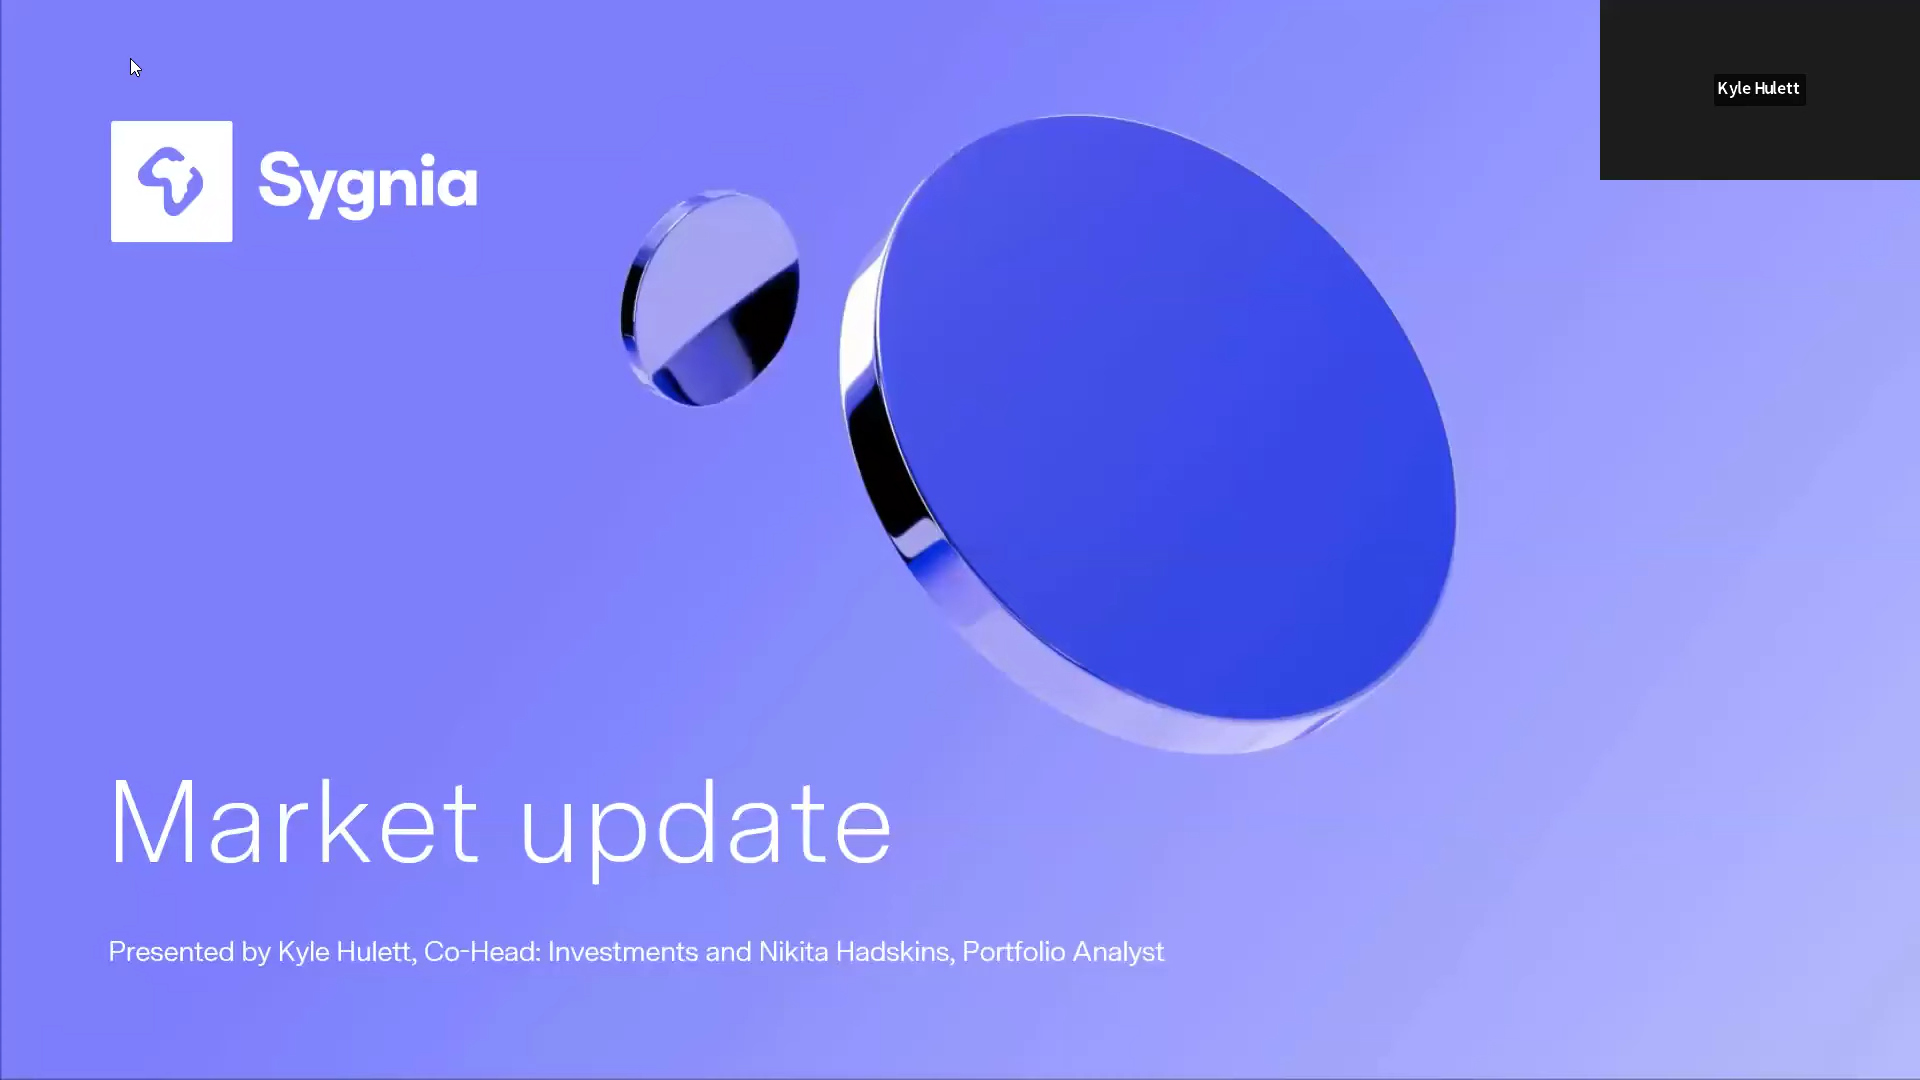 Kyle Hulett
Sygnia
Market update
Presented by Kyle Hulett, Co-Head: Investments and Nikita Hadskins, Portfolio Analyst